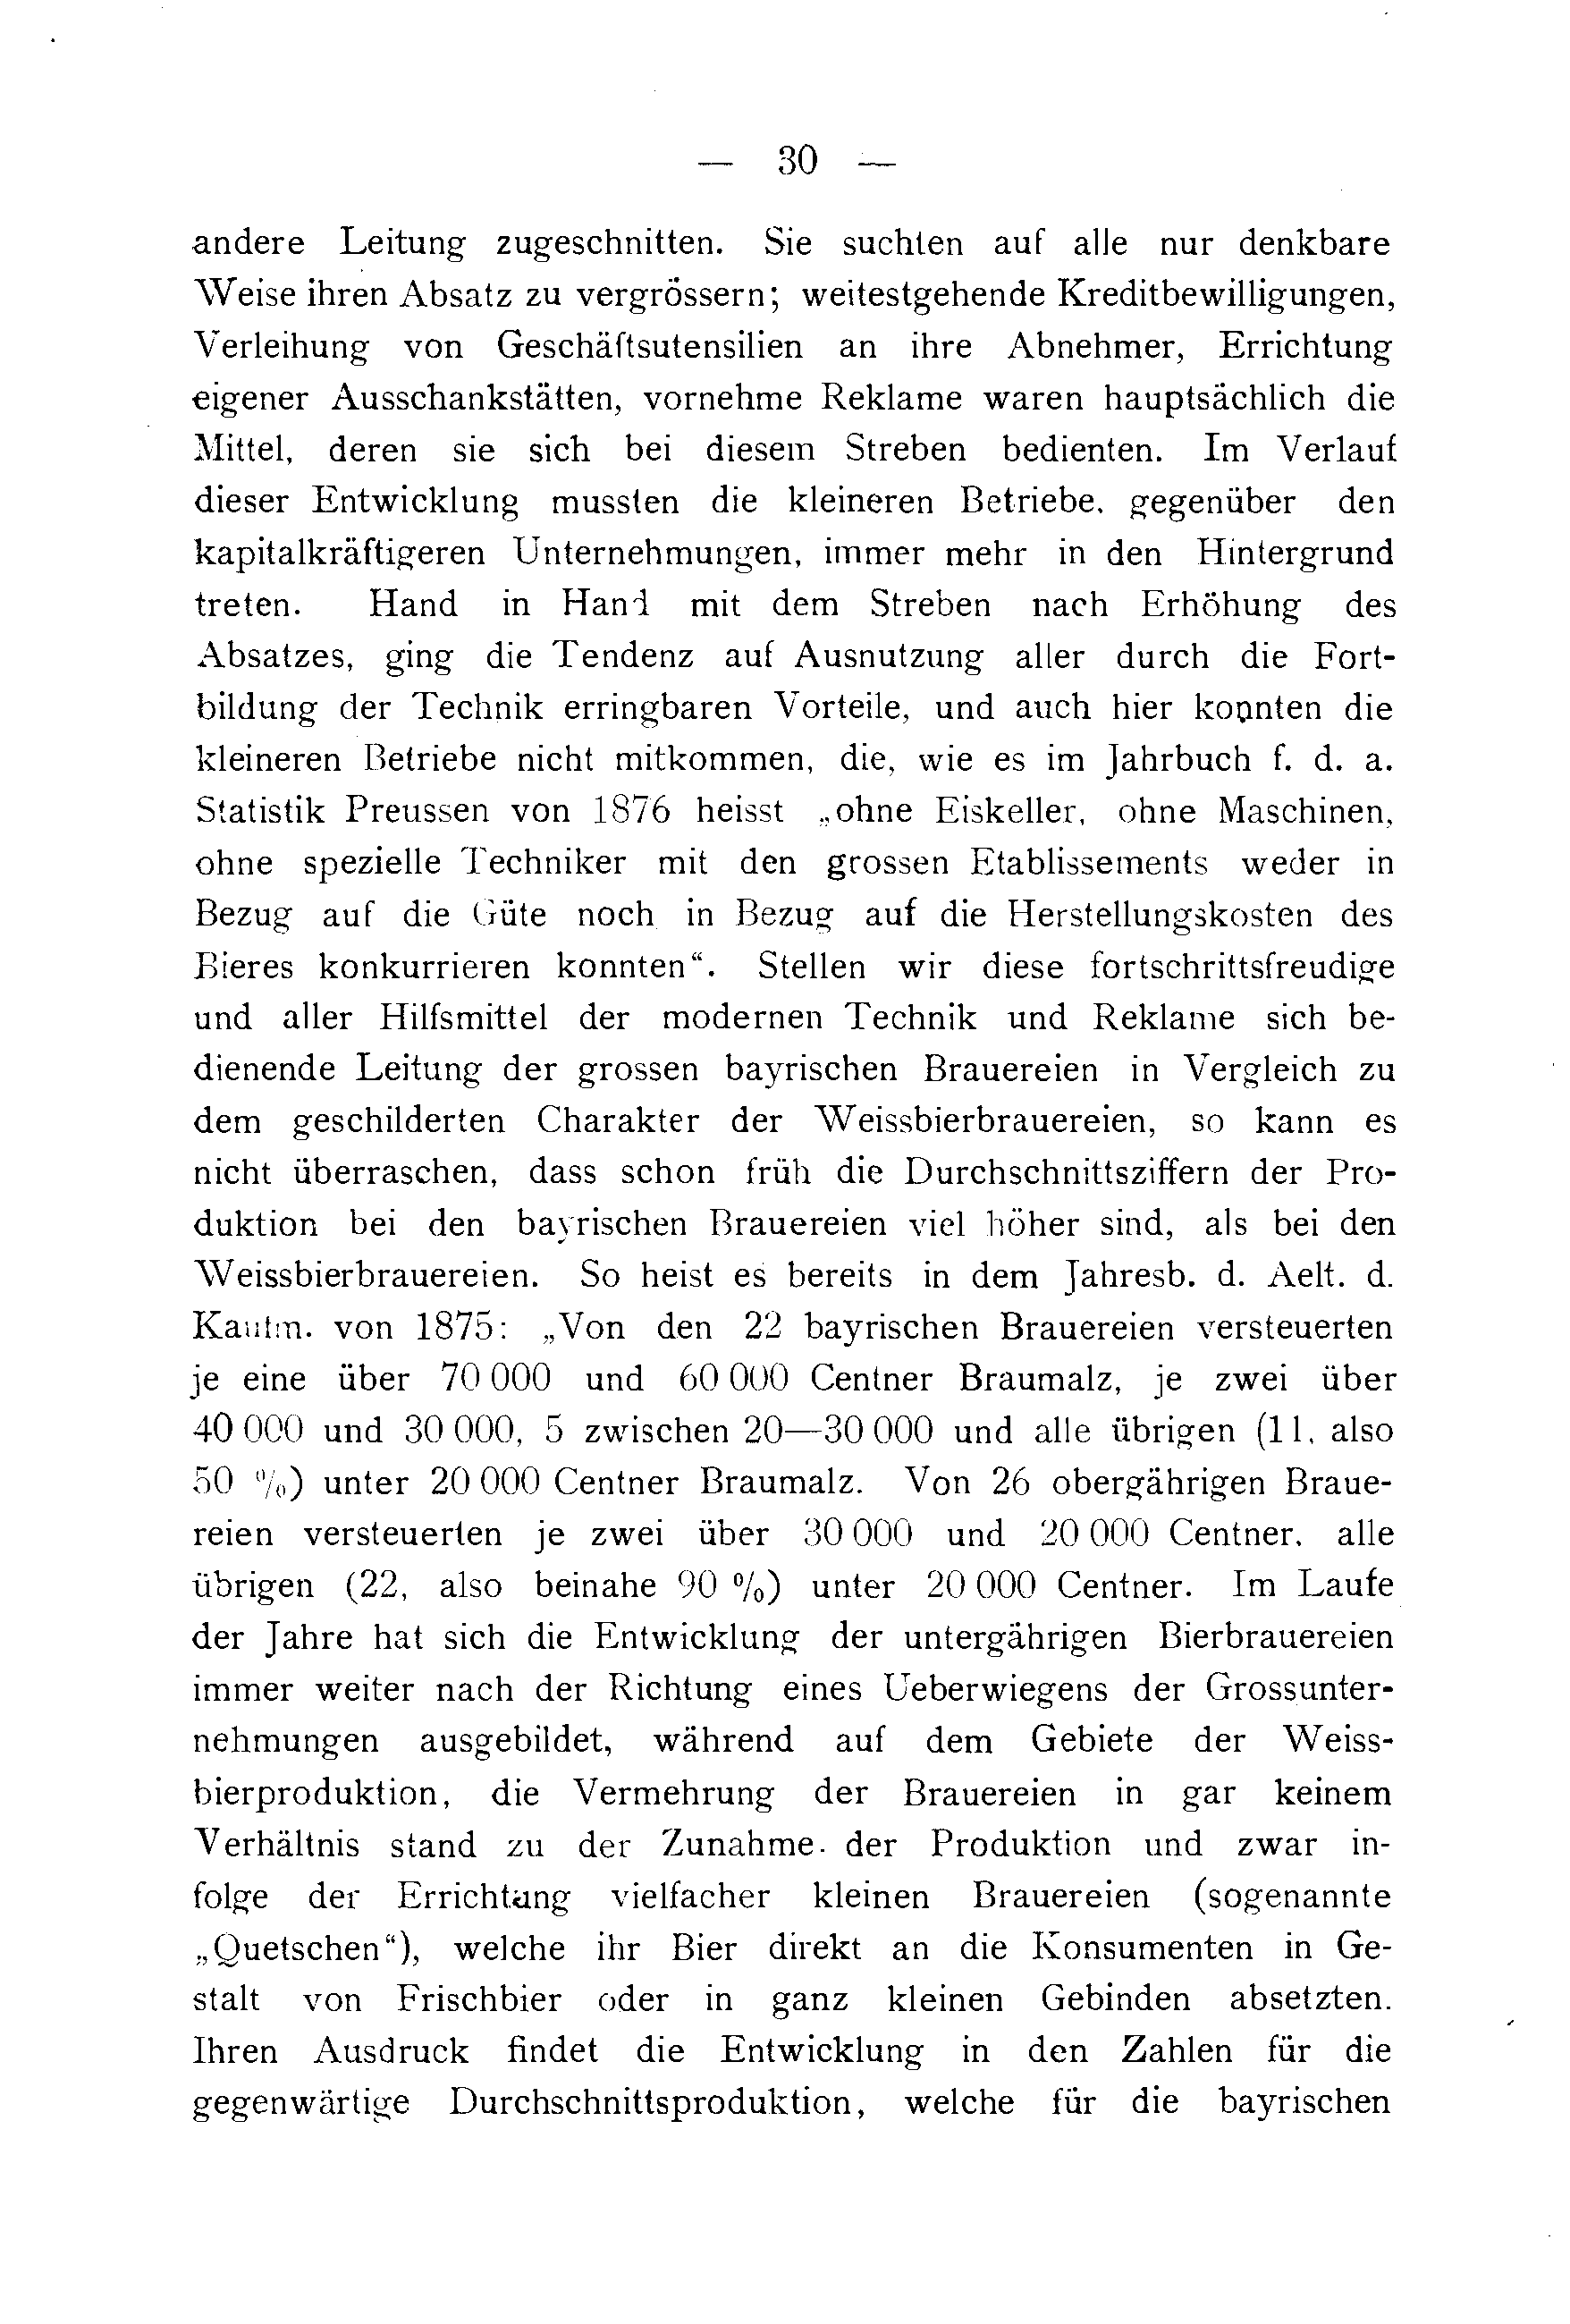 — 30 —
andere Leitung zugeschnitten. Sie suchten auf alle nur denkbare
Weise ihren Absatz zu vergrössern; weitestgehende Kreditbewilligungen,
Verleihung von Geschäftsutensilien an ihre Abnehmer, Errichtung
eigener Ausschankstätten, vornehme Reklame waren hauptsächlich die
Mittel, deren sie sich bei diesem Streben bedienten. Im Verlauf
dieser Entwicklung mussten die kleineren Betriebe, gegenüber den
kapitalkräftigeren Unternehmungen, immer mehr in den Hintergrund
treten. Hand in Hand mit dem Streben nach Erhöhung des
Absatzes, ging die Tendenz auf Ausnutzung aller durch die Fort-
bildung der Technik erringbaren Vorteile, und auch hier konnten die
kleineren Betriebe nicht mitkommen, die, wie es im Jahrbuch f. d. a.
Statistik Preussen von 1876 heisst „ohne Eiskeller, ohne Maschinen,
ohne spezielle Techniker mit den grossen Etablissements weder in
Bezug auf die Güte noch in Bezug auf die Herstellungskosten des
Bieres konkurrieren konnten“. Stellen wir diese fortschrittsfreudige
und aller Hilfsmittel der modernen Technik und Reklame sich be-
dienende Leitung der grossen bayrischen Brauereien in Vergleich zu
dem geschilderten Charakter der Weissbierbrauereien, so kann es
nicht überraschen, dass schon früh die Durchschnittsziffern der Pro-
duktion bei den bayrischen Brauereien viel höher sind, als bei den
Weissbierbrauereien. So heist es bereits in dem Jahresb. d. Aelt. d.
Kaufm. von 1875: „Von den 22 bayrischen Brauereien versteuerten
je eine über 70 000 und 60 000 Centner Braumalz, je zwei über
40 000 und 30 000, 5 zwischen 20—30 000 und alle übrigen (11, also
50 %) unter 20 000 Centner Braumalz. Von 26 obergährigen Braue-
reien versteuerten je zwei über 30 000 und 20 000 Centner, alle
übrigen (22, also beinahe 90 %) unter 20 000 Centner. Im Laufe
der Jahre hat sich die Entwicklung der untergährigen Bierbrauereien
immer weiter nach der Richtung eines Ueberwiegens der Grossunter-
nehmungen ausgebildet, während auf dem Gebiete der Weiss-
bierproduktion, die Vermehrung der Brauereien in gar keinem
Verhältnis stand zu der Zunahme. der Produktion und zwar in-
folge der Errichtung vielfacher kleinen Brauereien (sogenannte
„Quetschen“), welche ihr Bier direkt an die Konsumenten in Ge-
stalt von Frischbier oder in ganz kleinen Gebinden absetzten.
Ihren Ausdruck findet die Entwicklung in den Zahlen für die
gegenwärtige Durchschnittsproduktion, welche für die bayrischen